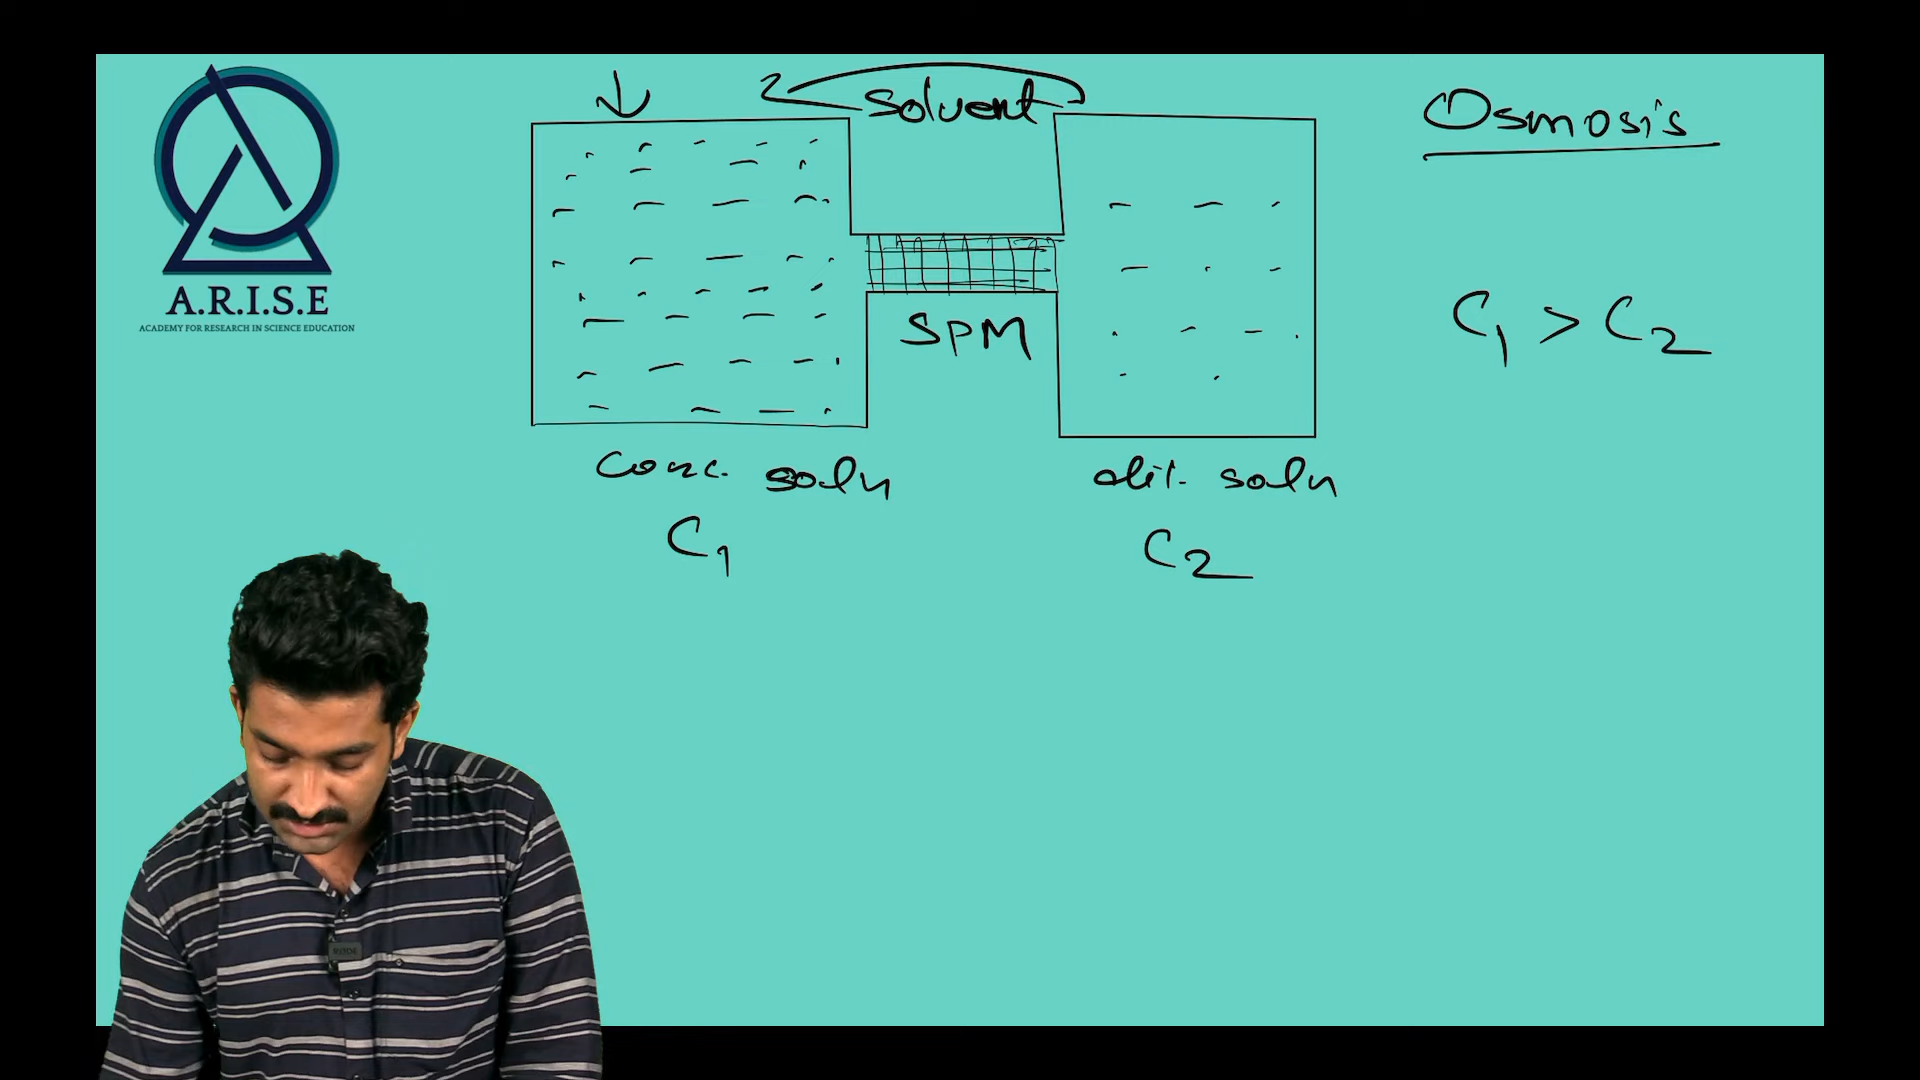 A.R.I.S.E
ACADEMY FOR RESEARCH IN SCIENCE EDUCATION
Solvent
Osmosis
SPM
C1 > C2
conc. soln
dil. soln
C1
C2